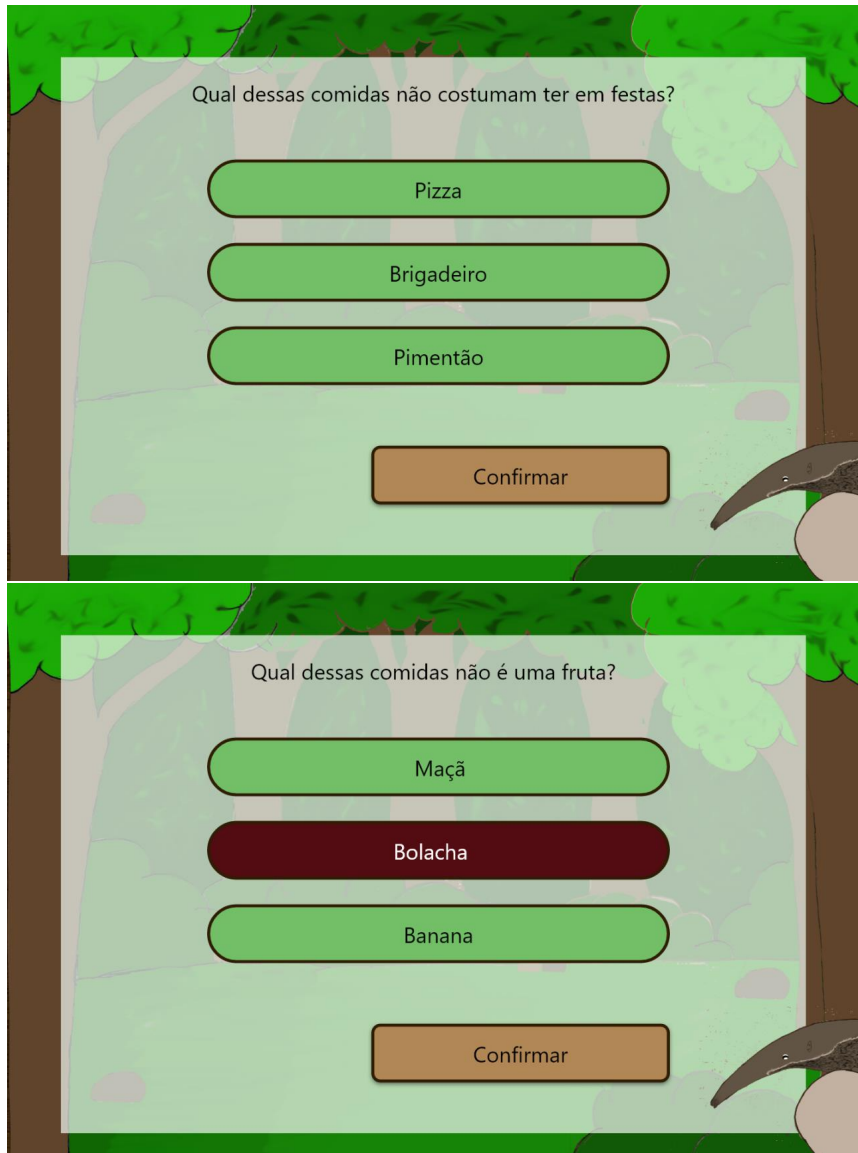 Qual dessas comidas não costumam ter em festas?
Pizza
Brigadeiro
Pimentão
Confirmar
Qual dessas comidas não é uma fruta?
Maçã
Bolacha
Banana
Confirmar